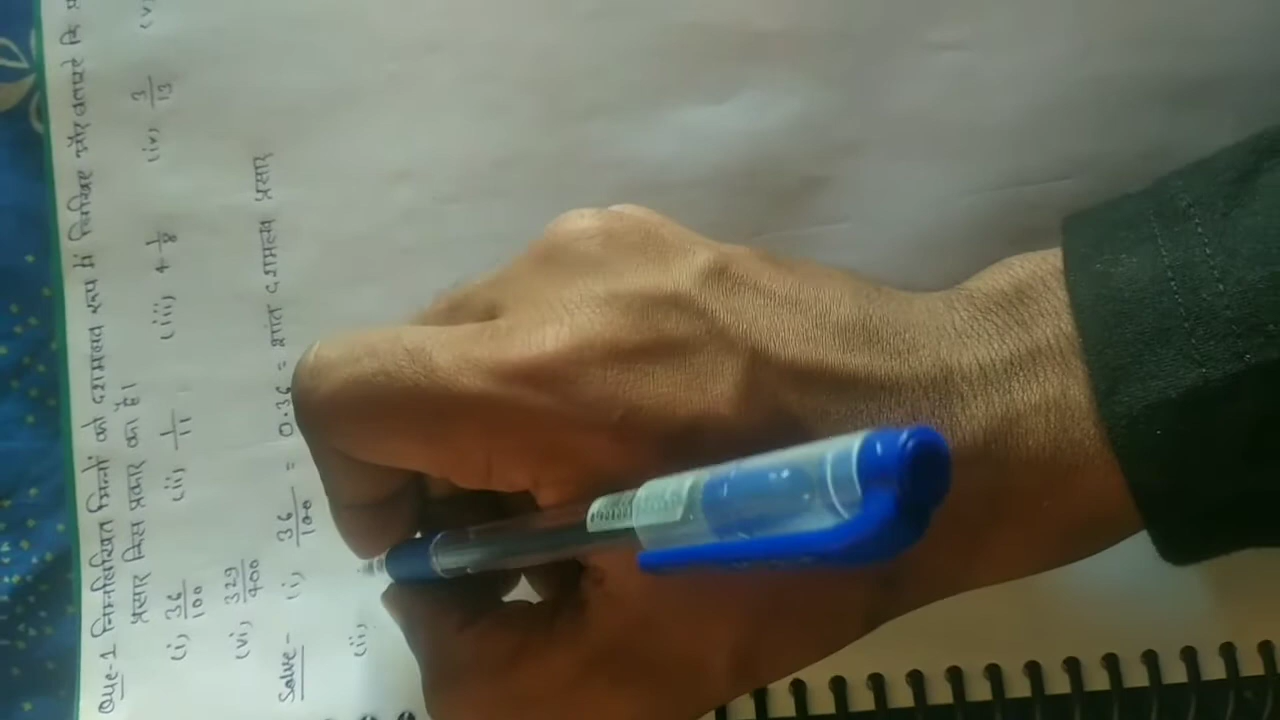 Que-1 निम्नलिखित भिन्नों को दशमलव रूप में लिखिए और बताइए कि
प्रसार किस प्रकार का है।
(i) 36/100 (ii) 1/11 (iii) 4 1/8 (iv) 3/13 (v)
(vi) 329/400
Solve- (i) 36/100 = 0.36 = शांत दशमलव प्रसार
(ii)